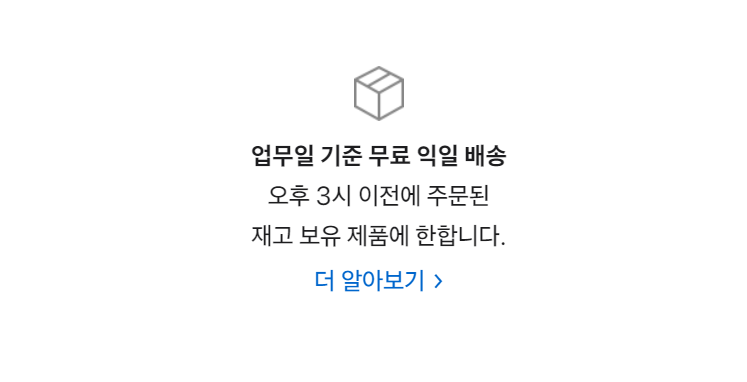 업무일 기준 무료 익일 배송
오후 3시 이전에 주문된
재고 보유 제품에 한합니다.
더 알아보기 >